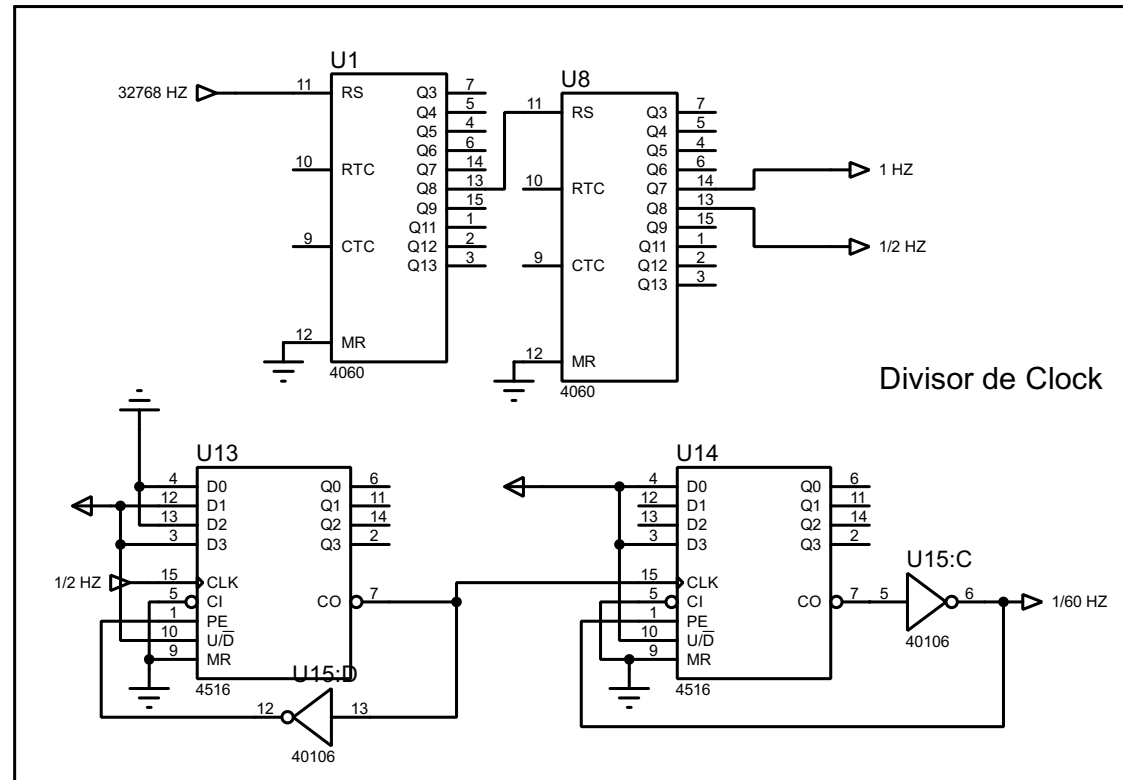 U1
32768 HZ
11 RS Q3 7
Q4 5
Q5 4
Q6 6
10 RTC Q7 14
Q8 13
Q9 15
Q11 1
9 CTC Q12 2
Q13 3
12 MR
4060
U8
11 RS Q3 7
Q4 5
Q5 4
Q6 6
10 RTC Q7 14
Q8 13
Q9 15
Q11 1
9 CTC Q12 2
Q13 3
12 MR
4060
1 HZ
1/2 HZ
Divisor de Clock
U13
4 D0 Q0 6
12 D1 Q1 11
13 D2 Q2 14
3 D3 Q3 2
1/2 HZ
15 CLK
5 CI CO 7
1 PE
10 U/D
9 MR
4516
U15:D
12 13
40106
U14
4 D0 Q0 6
12 D1 Q1 11
13 D2 Q2 14
3 D3 Q3 2
15 CLK
5 CI CO 7
1 PE
10 U/D
9 MR
4516
U15:C
5 6
40106
1/60 HZ